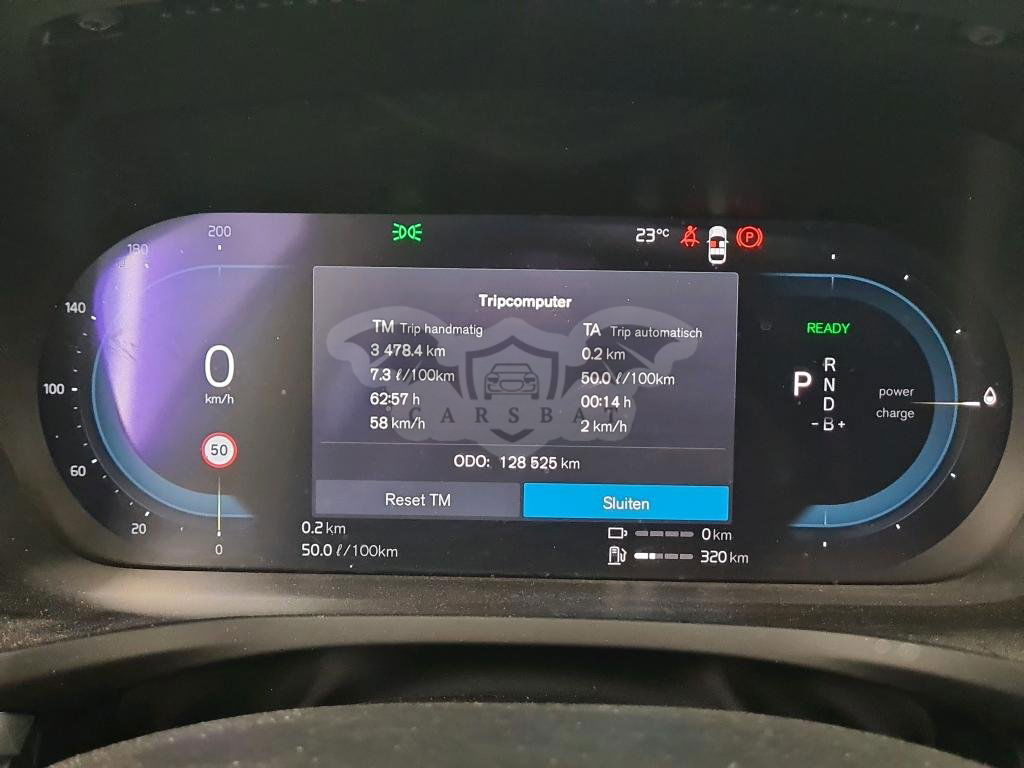 180
200
140
100
60
20
0
0
km/h
50
23°C
P
Tripcomputer
TM Trip handmatig
3 478.4 km
7.3 ℓ/100km
62:57 h
58 km/h
TA Trip automatisch
0.2 km
50.0 ℓ/100km
00:14 h
2 km/h
CARSBAT
ODO: 128 525 km
Reset TM
Sluiten
0.2 km
50.0 ℓ/100km
0 km
320 km
READY
R
P N
D
- B +
power
charge